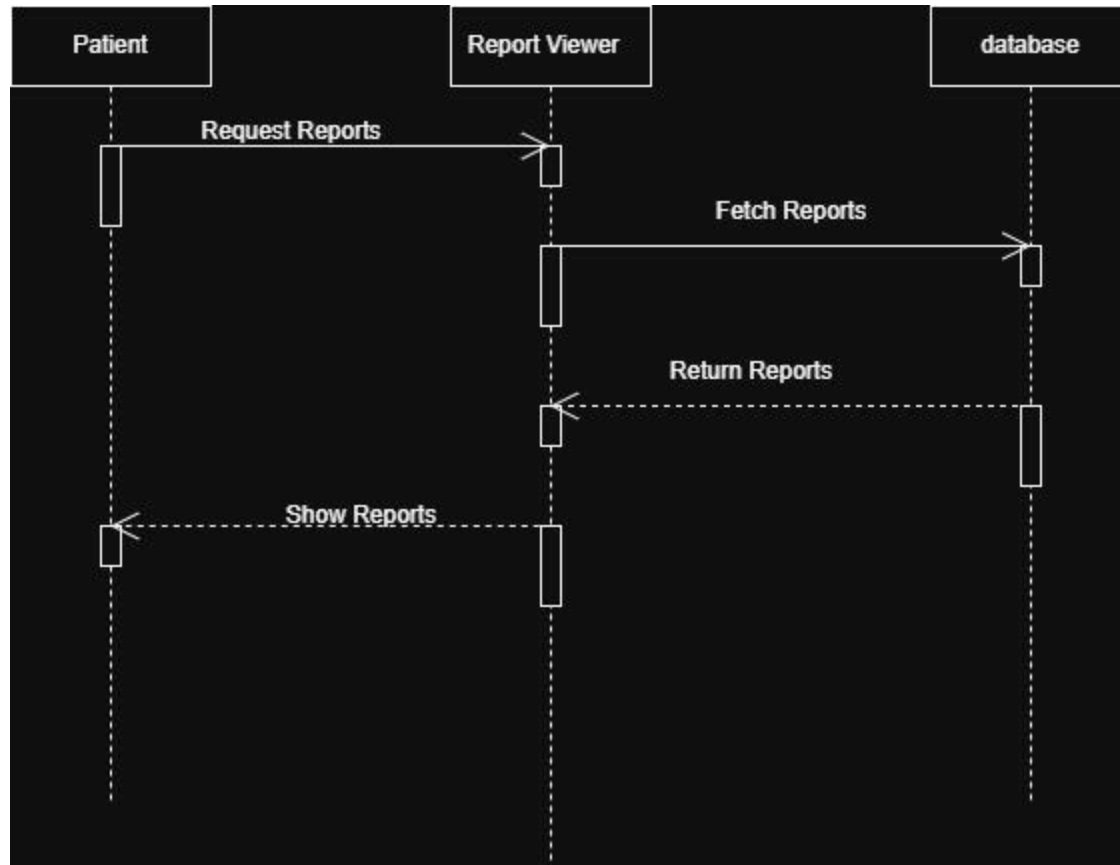 Patient
Report Viewer
database
Request Reports
Fetch Reports
Return Reports
Show Reports